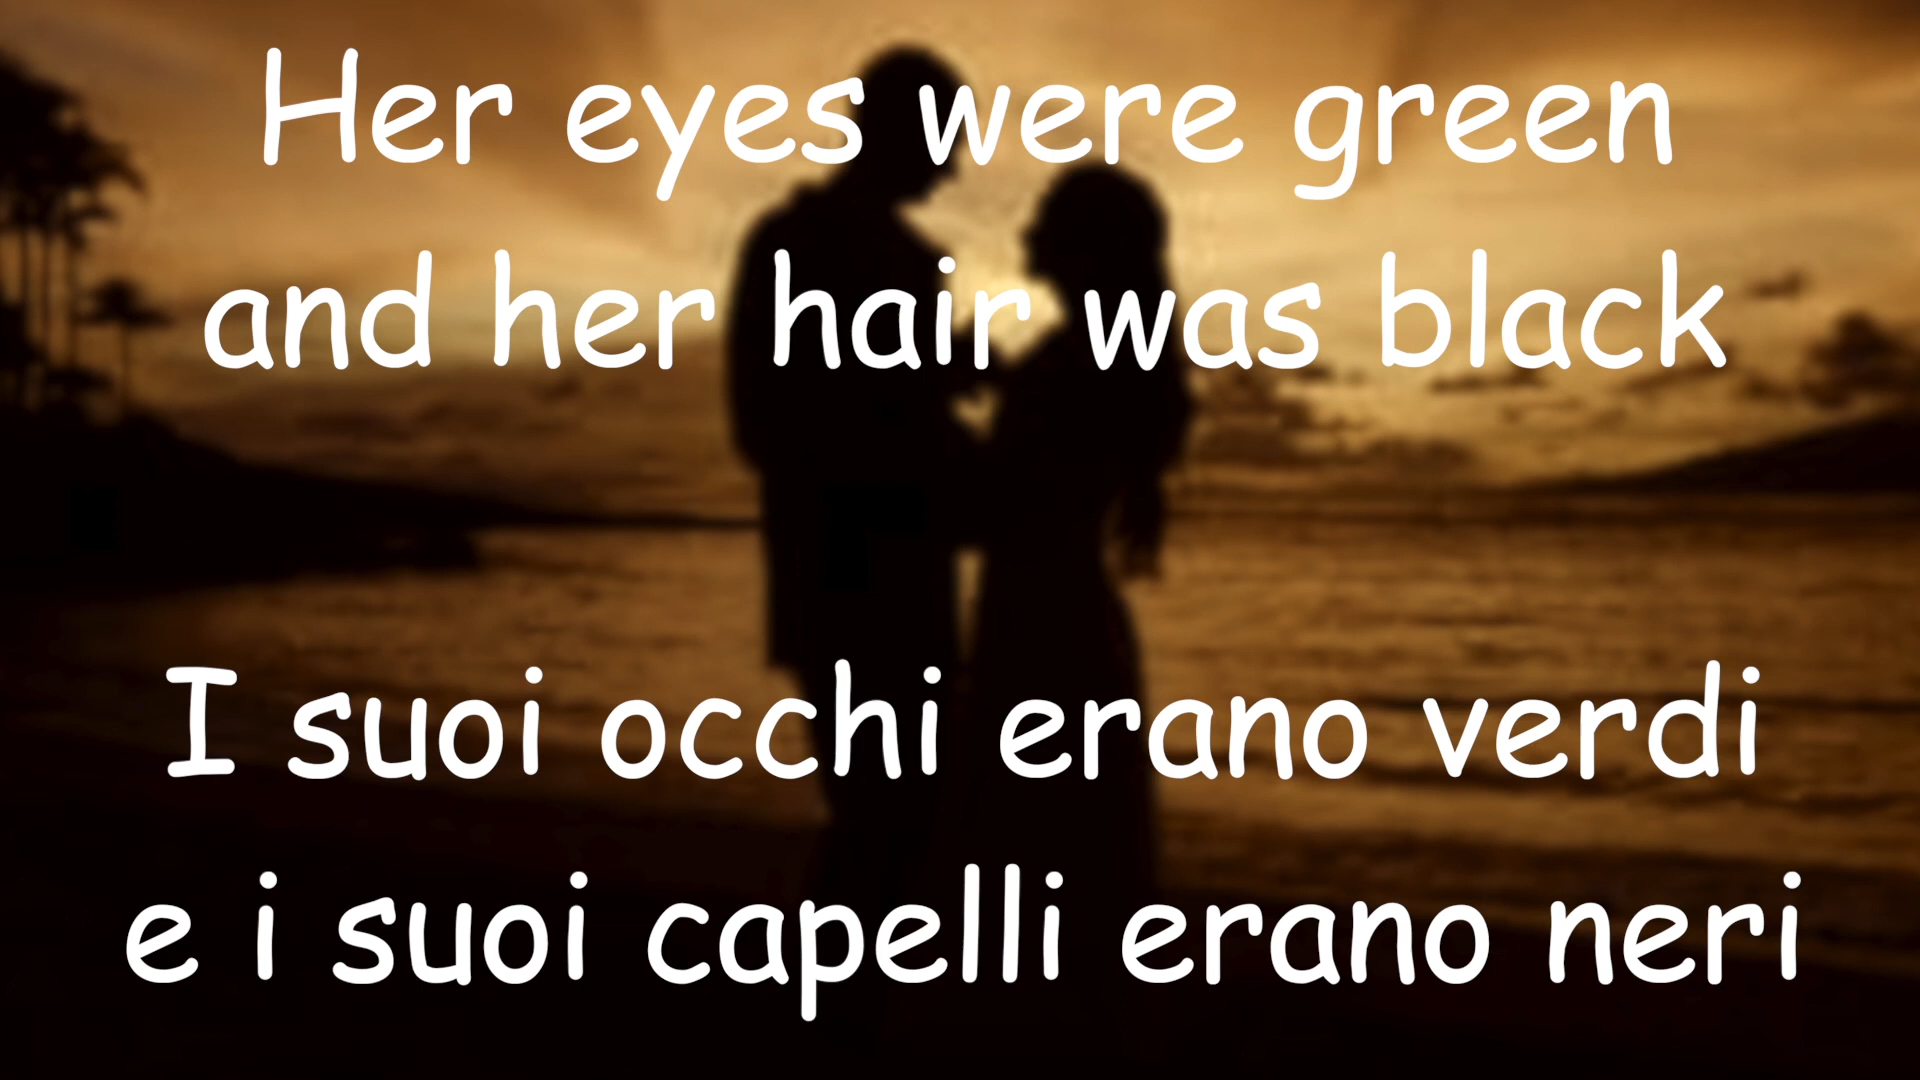 Her eyes were green
and her hair was black
I suoi occhi erano verdi
e i suoi capelli erano neri